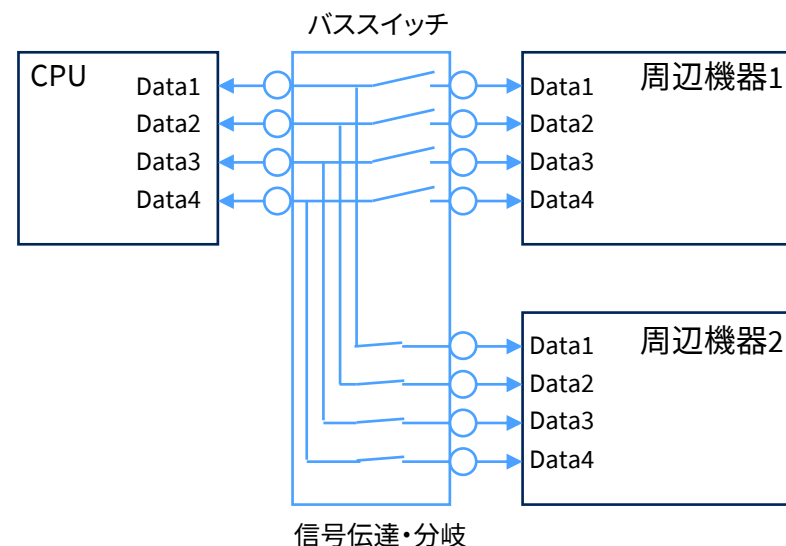 バススイッチ
CPU
Data1
Data2
Data3
Data4
周辺機器1
Data1
Data2
Data3
Data4
周辺機器2
Data1
Data2
Data3
Data4
信号伝達・分岐